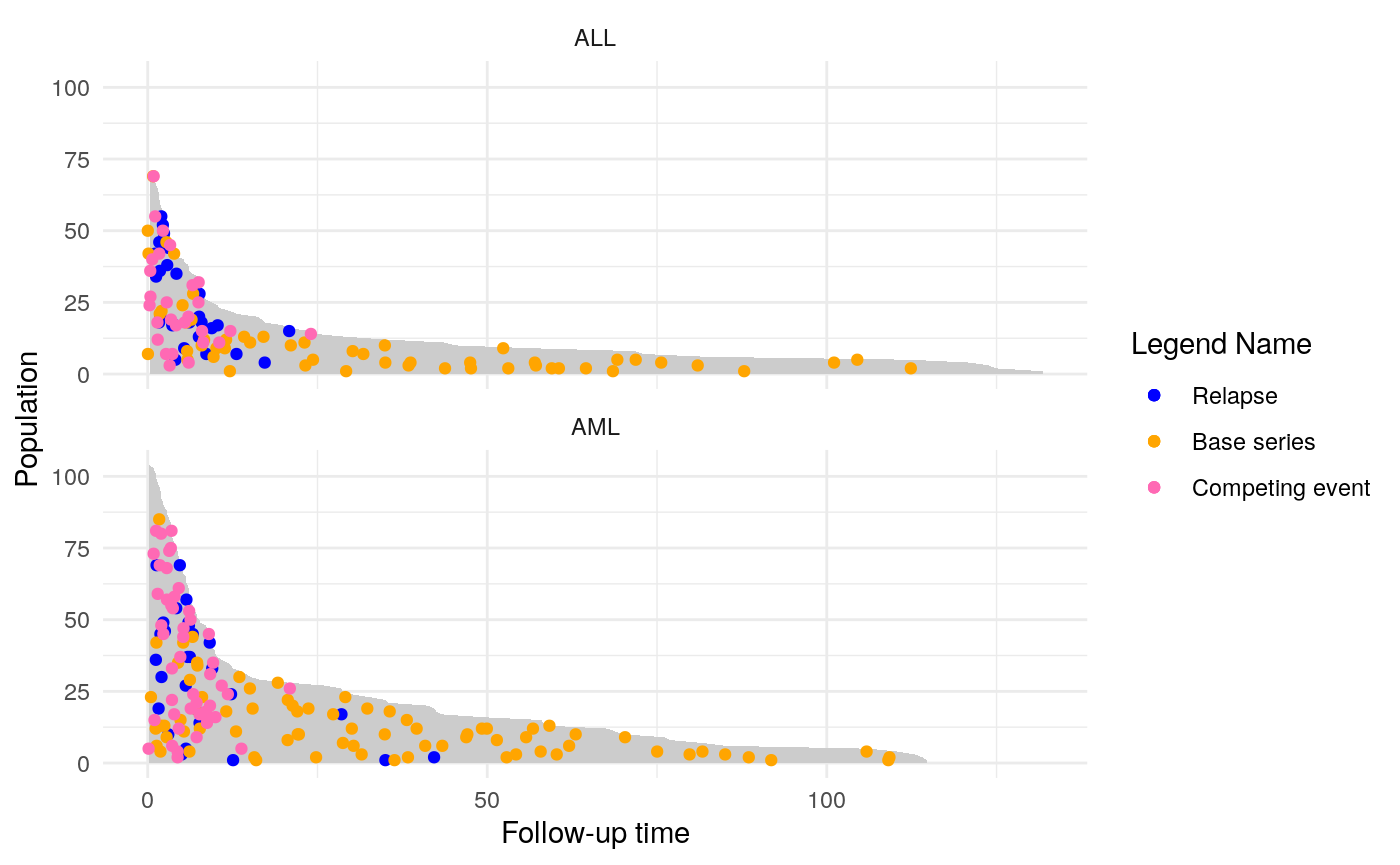 ALL
100
75
50
25
0
Population
AML
100
75
50
25
0
0 50 100
Follow-up time
Legend Name
Relapse
Base series
Competing event